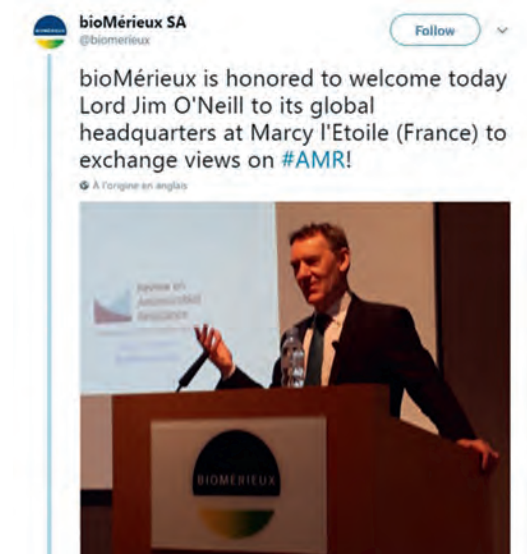 bioMérieux SA
@biomerieux
Follow
bioMérieux is honored to welcome today
Lord Jim O'Neill to its global
headquarters at Marcy l'Etoile (France) to
exchange views on #AMR!
À l'origine en anglais
Review on
Antimicrobial
Resistance
BIOMÉRIEUX